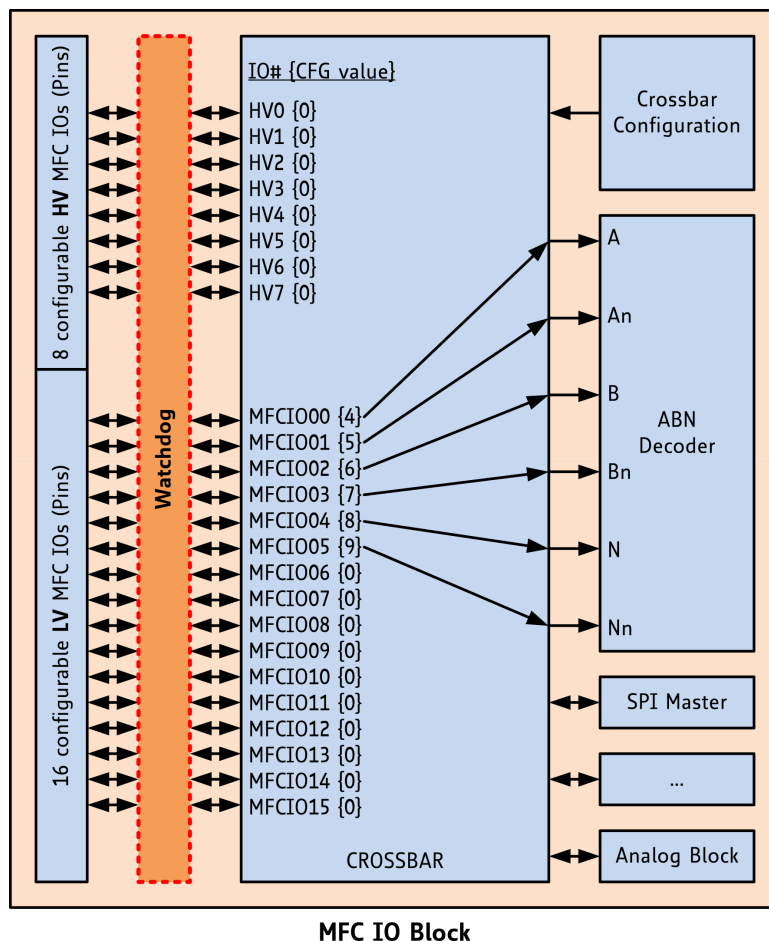 8 configurable HV MFC IOs (Pins)
16 configurable LV MFC IOs (Pins)
Watchdog
IO# {CFG value}
HV0 {0}
HV1 {0}
HV2 {0}
HV3 {0}
HV4 {0}
HV5 {0}
HV6 {0}
HV7 {0}
MFCIO00 {4}
MFCIO01 {5}
MFCIO02 {6}
MFCIO03 {7}
MFCIO04 {8}
MFCIO05 {9}
MFCIO06 {0}
MFCIO07 {0}
MFCIO08 {0}
MFCIO09 {0}
MFCIO10 {0}
MFCIO11 {0}
MFCIO12 {0}
MFCIO13 {0}
MFCIO14 {0}
MFCIO15 {0}
CROSSBAR
Crossbar
Configuration
A
An
B
Bn
N
Nn
ABN
Decoder
SPI Master
...
Analog Block
MFC IO Block